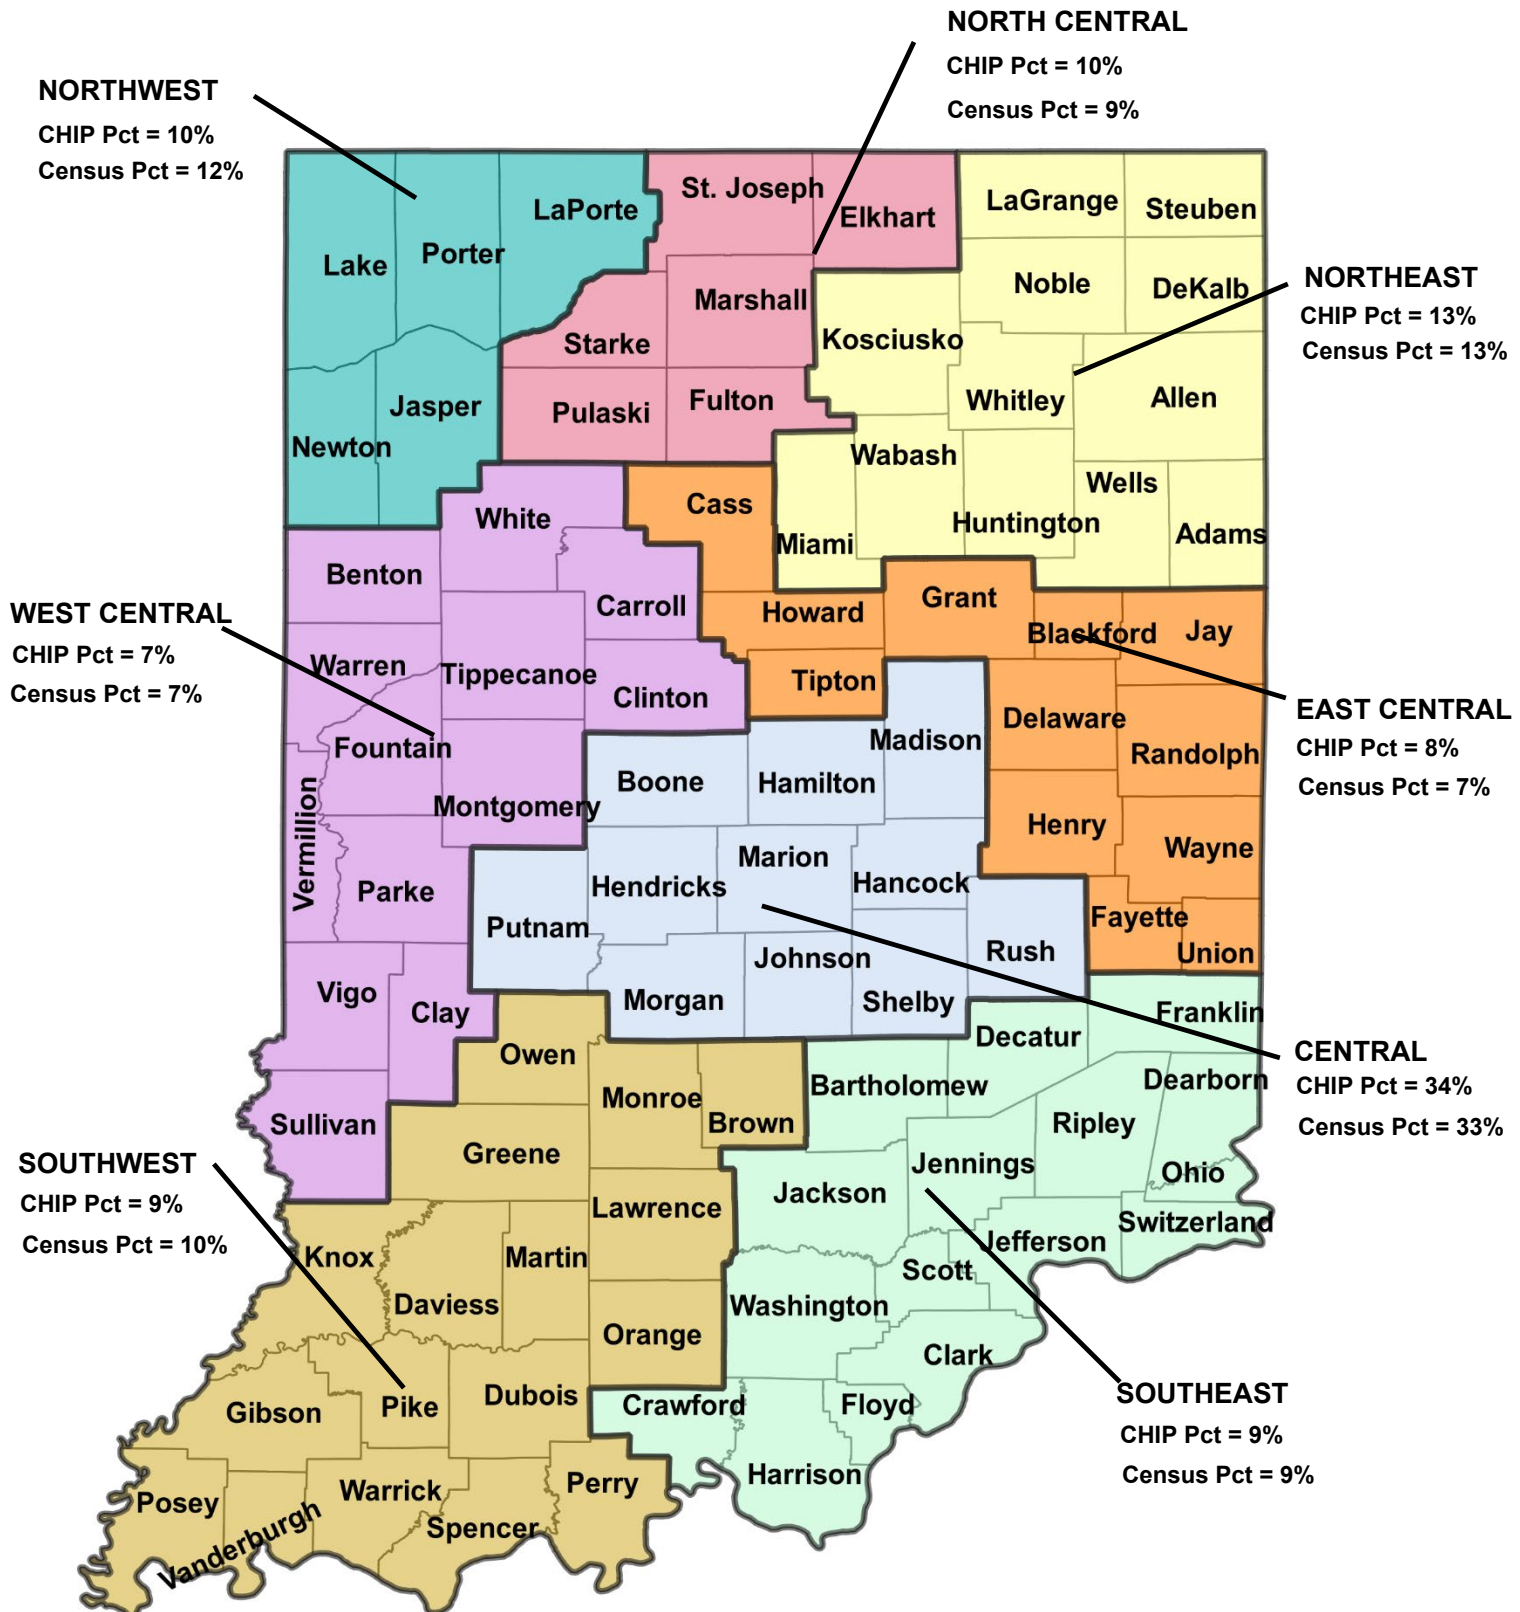 NORTH CENTRAL
CHIP Pct = 10%
Census Pct = 9%
NORTHWEST
CHIP Pct = 10%
Census Pct = 12%
St. Joseph
Elkhart
LaGrange
Steuben
LaPorte
Porter
Lake
Marshall
Noble
DeKalb
NORTHEAST
CHIP Pct = 13%
Census Pct = 13%
Starke
Kosciusko
Whitley
Allen
Jasper
Pulaski
Fulton
Newton
Wabash
Wells
Huntington
Adams
Miami
White
Cass
Benton
Carroll
Howard
Grant
Blackford
Jay
WEST CENTRAL
CHIP Pct = 7%
Census Pct = 7%
Warren
Tippecanoe
Clinton
Tipton
EAST CENTRAL
CHIP Pct = 8%
Census Pct = 7%
Delaware
Randolph
Madison
Fountain
Boone
Hamilton
Montgomery
Vermillion
Henry
Wayne
Marion
Hendricks
Hancock
Parke
Putnam
Fayette
Union
Johnson
Rush
Vigo
Clay
Morgan
Shelby
Franklin
Decatur
Owen
CENTRAL
CHIP Pct = 34%
Census Pct = 33%
Bartholomew
Dearborn
Monroe
Brown
Sullivan
Ripley
Greene
Jennings
Ohio
SOUTHWEST
CHIP Pct = 9%
Census Pct = 10%
Jackson
Lawrence
Switzerland
Jefferson
Knox
Martin
Scott
Daviess
Washington
Orange
Clark
Dubois
Pike
Gibson
Crawford
Floyd
SOUTHEAST
CHIP Pct = 9%
Census Pct = 9%
Harrison
Perry
Warrick
Posey
Spencer
Vanderburgh